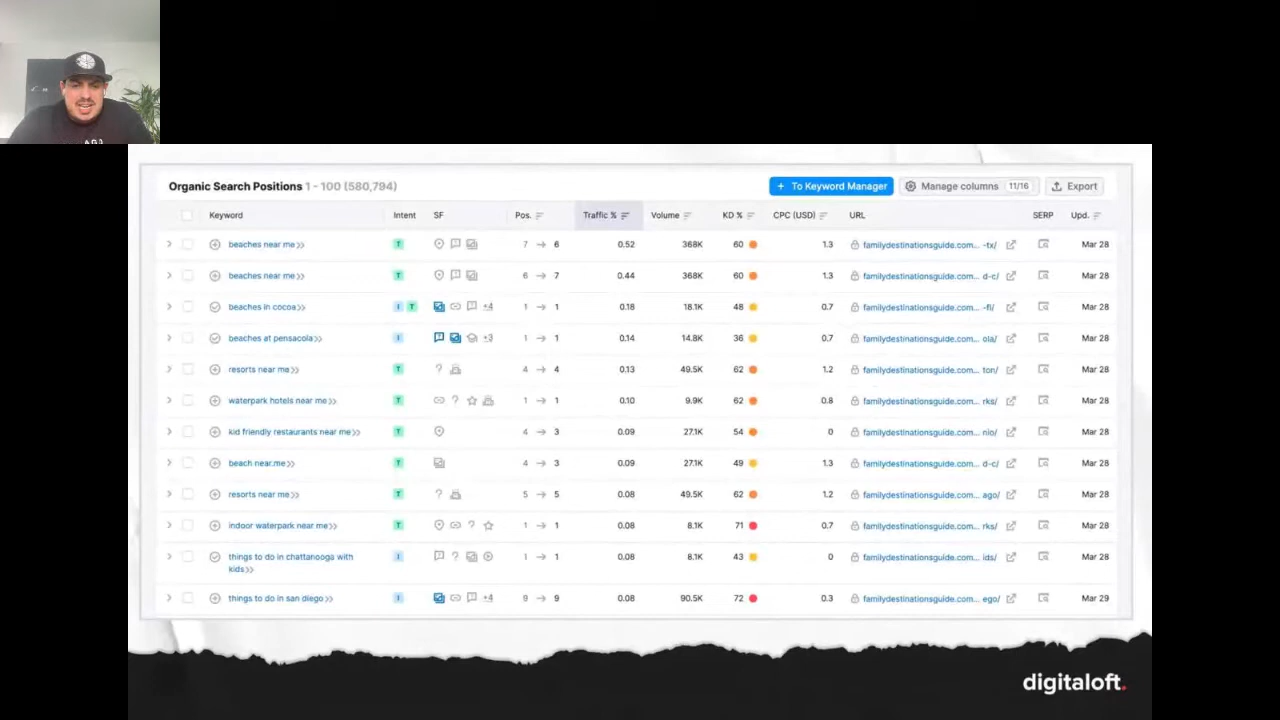 Organic Search Positions 1 - 100 (580,794)
+ To Keyword Manager
Manage columns 11/16
Export
Keyword Intent SF Pos. Traffic % Volume KD % CPC (USD) URL SERP Upd.
beaches near me T 7 → 6 0.52 368K 60 1.3 familydestinationsguide.com... -tx/ Mar 28
beaches near me T 6 → 7 0.44 368K 60 1.3 familydestinationsguide.com... d-c/ Mar 28
beaches in cocoa I T +4 1 → 1 0.18 18.1K 48 0.7 familydestinationsguide.com... -fl/ Mar 28
beaches at pensacola I +3 1 → 1 0.14 14.8K 36 0.7 familydestinationsguide.com... ola/ Mar 28
resorts near me T 4 → 4 0.13 49.5K 62 1.2 familydestinationsguide.com... ton/ Mar 28
waterpark hotels near me T 1 → 1 0.10 9.9K 62 0.8 familydestinationsguide.com... rks/ Mar 28
kid friendly restaurants near me T 4 → 3 0.09 27.1K 54 0 familydestinationsguide.com... nio/ Mar 28
beach near.me T 4 → 3 0.09 27.1K 49 1.3 familydestinationsguide.com... d-c/ Mar 28
resorts near me T 5 → 5 0.08 49.5K 62 1.2 familydestinationsguide.com... ago/ Mar 28
indoor waterpark near me T 1 → 1 0.08 8.1K 71 0.7 familydestinationsguide.com... rks/ Mar 28
things to do in chattanooga with I 1 → 1 0.08 8.1K 43 0 familydestinationsguide.com... ids/ Mar 28
kids
things to do in san diego I +4 9 → 9 0.08 90.5K 72 0.3 familydestinationsguide.com... ego/ Mar 29
digitaloft.